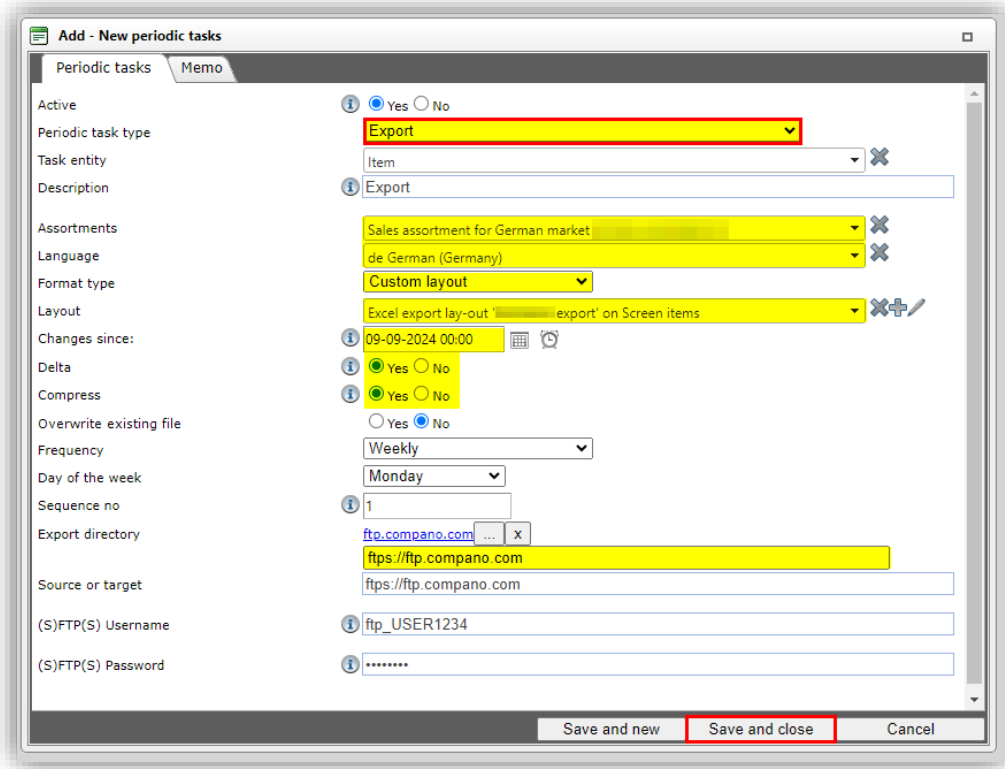 Add - New periodic tasks
Periodic tasks Memo
Active Yes No
Periodic task type Export
Task entity Item
Description Export
Assortments Sales assortment for German market
Language de German (Germany)
Format type Custom layout
Layout Excel export lay-out ' export' on Screen items
Changes since: 09-09-2024 00:00
Delta Yes No
Compress Yes No
Overwrite existing file Yes No
Frequency Weekly
Day of the week Monday
Sequence no 1
Export directory ftp.compano.com ... x
ftps://ftp.compano.com
Source or target ftps://ftp.compano.com
(S)FTP(S) Username ftp_USER1234
(S)FTP(S) Password ••••••••
Save and new Save and close Cancel